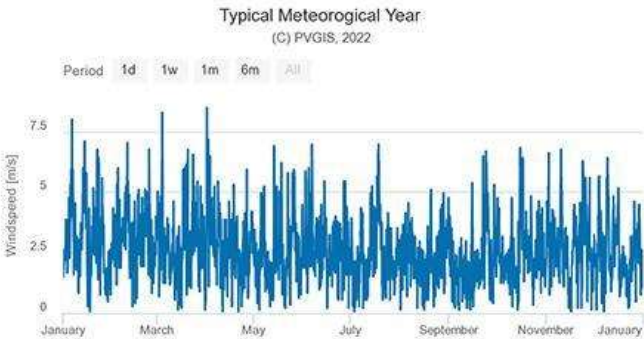 Typical Meteorogical Year
(C) PVGIS, 2022
Period 1d 1w 1m 6m All
Windspeed [m/s]
7.5
5
2.5
0
January March May July September November January